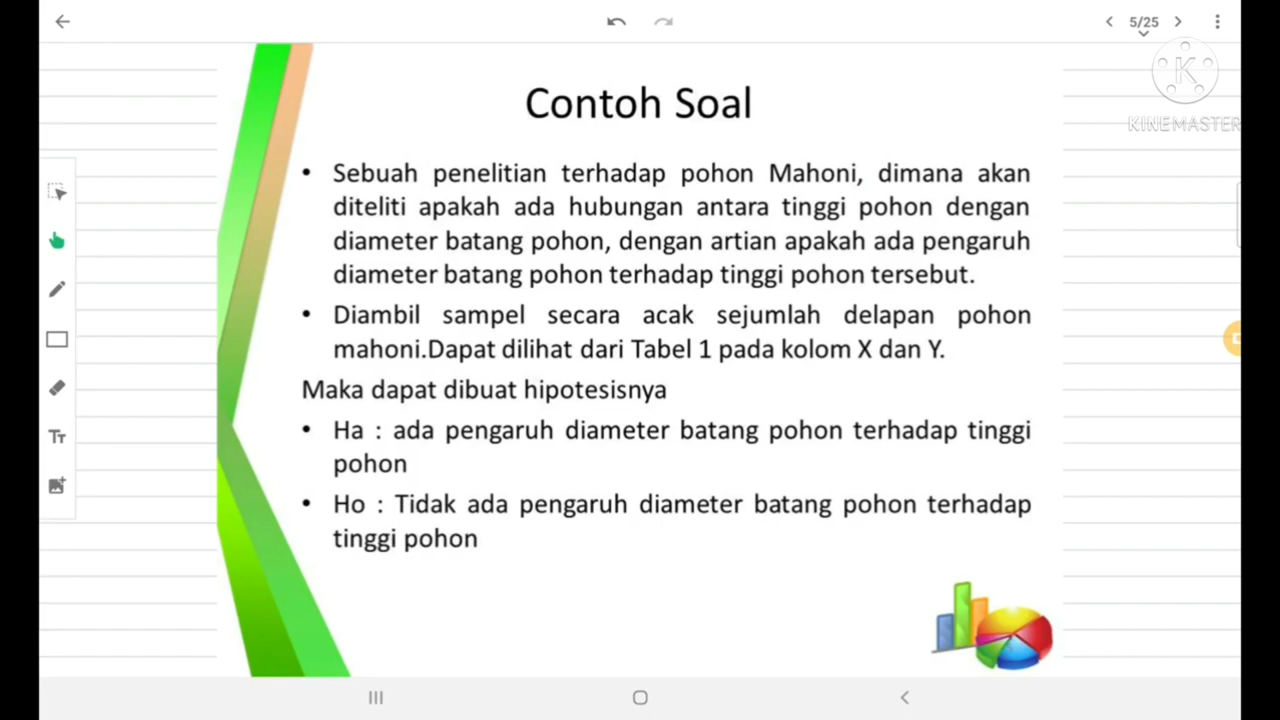 5/25
KINEMASTER
Contoh Soal
• Sebuah penelitian terhadap pohon Mahoni, dimana akan
diteliti apakah ada hubungan antara tinggi pohon dengan
diameter batang pohon, dengan artian apakah ada pengaruh
diameter batang pohon terhadap tinggi pohon tersebut.
• Diambil sampel secara acak sejumlah delapan pohon
mahoni.Dapat dilihat dari Tabel 1 pada kolom X dan Y.
Maka dapat dibuat hipotesisnya
• Ha : ada pengaruh diameter batang pohon terhadap tinggi
pohon
• Ho : Tidak ada pengaruh diameter batang pohon terhadap
tinggi pohon
Tт